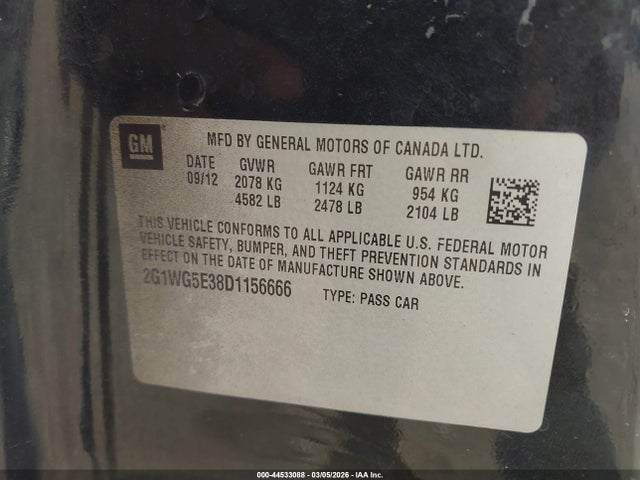 GM
MFD BY GENERAL MOTORS OF CANADA LTD.
DATE GVWR GAWR FRT GAWR RR
09/12 2078 KG 1124 KG 954 KG
4582 LB 2478 LB 2104 LB
THIS VEHICLE CONFORMS TO ALL APPLICABLE U.S. FEDERAL MOTOR
VEHICLE SAFETY, BUMPER, AND THEFT PREVENTION STANDARDS IN
EFFECT ON THE DATE OF MANUFACTURE SHOWN ABOVE.
2G1WG5E38D1156666 TYPE: PASS CAR
000-44533088 - 03/05/2026 - IAA Inc.